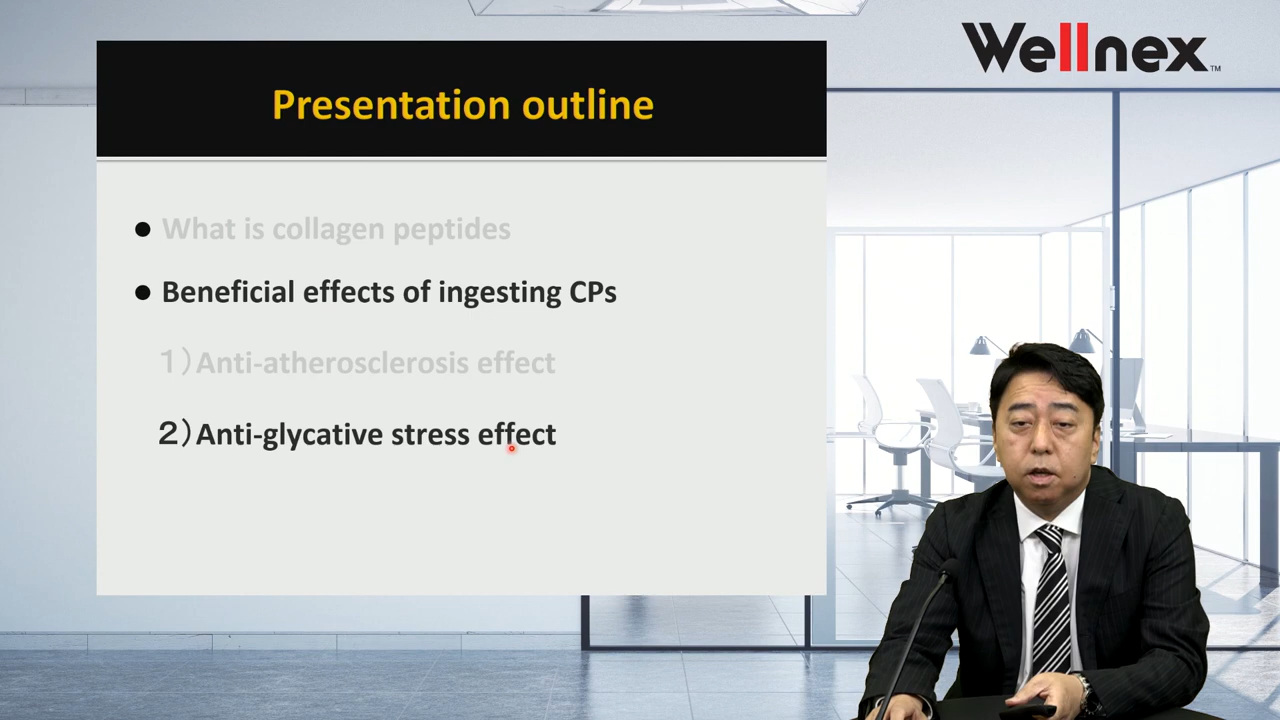 Wellnex™
Presentation outline
● What is collagen peptides
● Beneficial effects of ingesting CPs
1）Anti-atherosclerosis effect
2）Anti-glycative stress effect